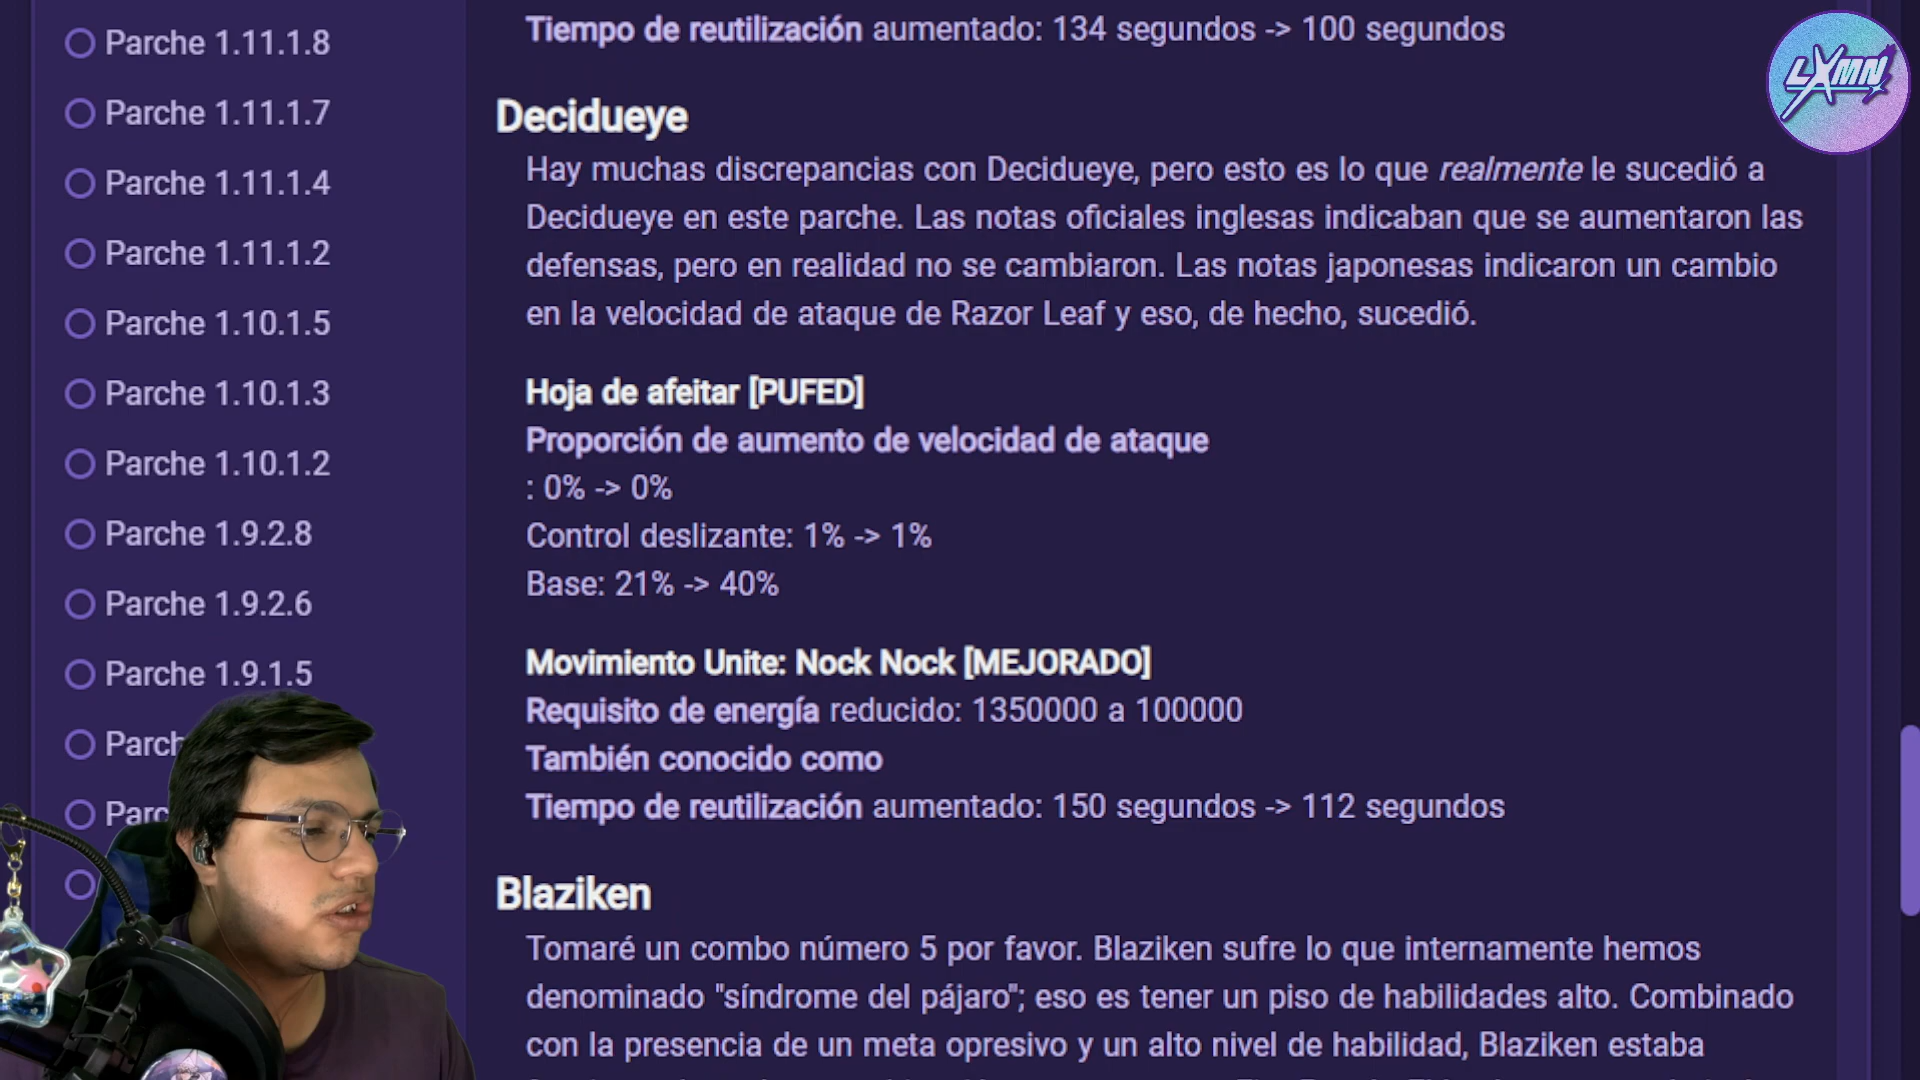 Parche 1.11.1.8
Parche 1.11.1.7
Parche 1.11.1.4
Parche 1.11.1.2
Parche 1.10.1.5
Parche 1.10.1.3
Parche 1.10.1.2
Parche 1.9.2.8
Parche 1.9.2.6
Parche 1.9.1.5
Tiempo de reutilización aumentado: 134 segundos -> 100 segundos
Decidueye
Hay muchas discrepancias con Decidueye, pero esto es lo que realmente le sucedió a
Decidueye en este parche. Las notas oficiales inglesas indicaban que se aumentaron las
defensas, pero en realidad no se cambiaron. Las notas japonesas indicaron un cambio
en la velocidad de ataque de Razor Leaf y eso, de hecho, sucedió.
Hoja de afeitar [PUFED]
Proporción de aumento de velocidad de ataque
: 0% -> 0%
Control deslizante: 1% -> 1%
Base: 21% -> 40%
Movimiento Unite: Nock Nock [MEJORADO]
Requisito de energía reducido: 1350000 a 100000
También conocido como
Tiempo de reutilización aumentado: 150 segundos -> 112 segundos
Blaziken
Tomaré un combo número 5 por favor. Blaziken sufre lo que internamente hemos
denominado "síndrome del pájaro"; eso es tener un piso de habilidades alto. Combinado
con la presencia de un meta opresivo y un alto nivel de habilidad, Blaziken estaba
LXMN